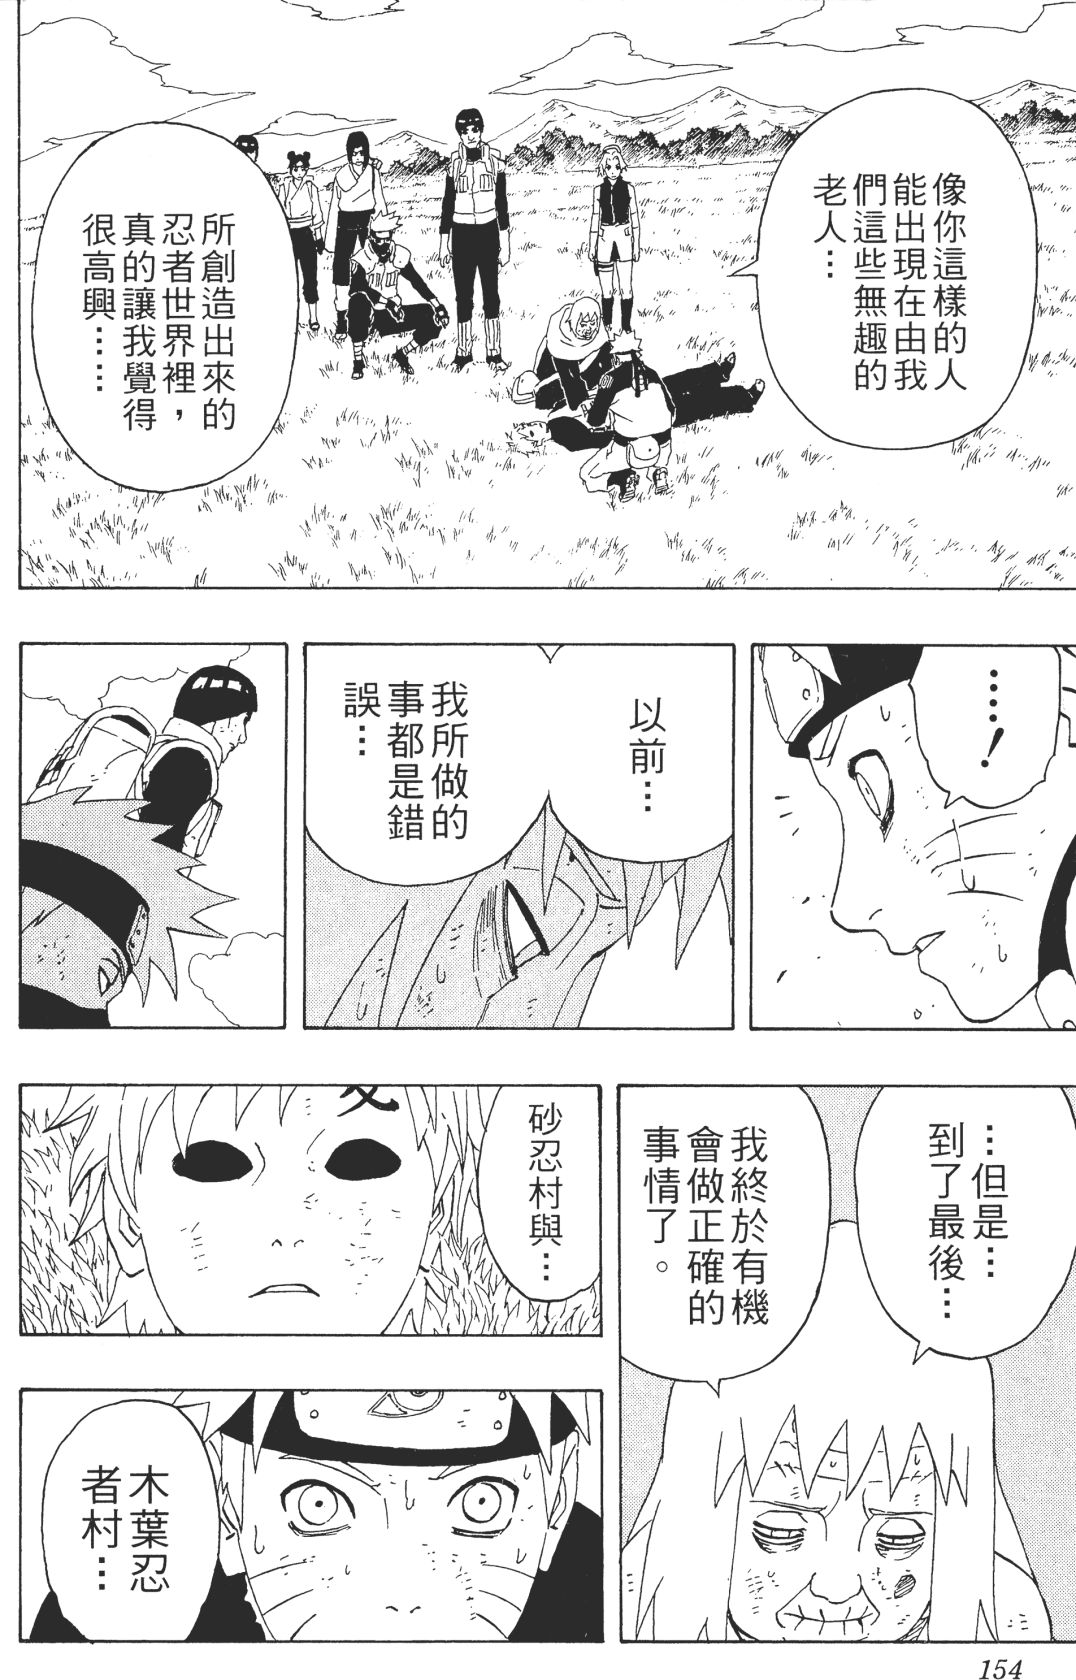 像你這樣的人
能出現在由我
們這些無趣的
老人…
所創造出來的
忍者世界裡，
真的讓我覺得
很高興……
……！
以前…
我所做的
事都是錯
誤…
…但是…
到了最後…
我終於有機
會做正確的
事情了。
砂忍村與…
木葉忍
者村…
154